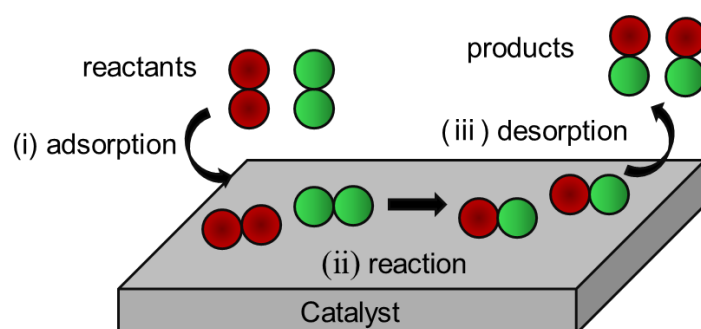 products
reactants
(iii) desorption
(i) adsorption
(ii) reaction
Catalyst